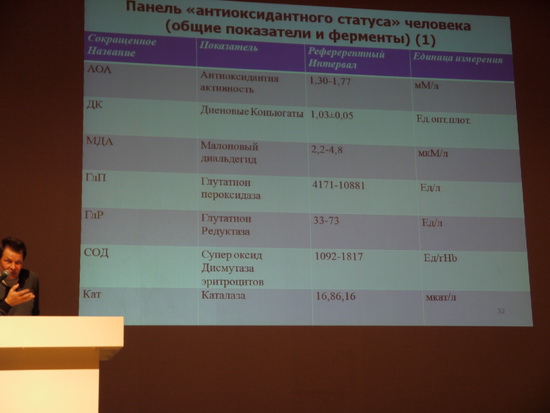 Панель «антиоксидантного статуса» человека
(общие показатели и ферменты) (1)
Сокращенное Название Показатель Референтный Интервал Единица измерения
АОА Антиоксидантня активность 1,30-1,77 мМ/л
ДК Диеновые Коньюгаты 1,03±0,05 Ед.опт.плот.
МДА Малоновый диальдегид 2,2-4,8 мкМ/л
ГлП Глутатион пероксидаза 4171-10881 Ед/л
ГлР Глутатион Редуктаза 33-73 Ед/л
СОД Супер оксид Дисмутаза эритроцитов 1092-1817 Ед/гHb
Кат Каталаза 16,86,16 мкат/л
32